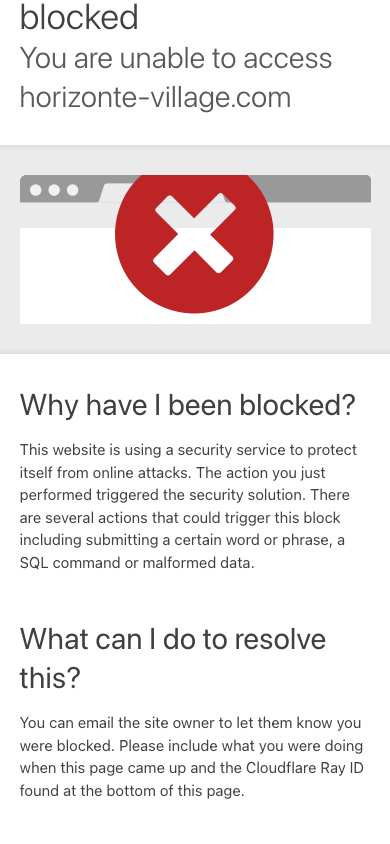 blocked
You are unable to access
horizonte-village.com
Why have I been blocked?
This website is using a security service to protect
itself from online attacks. The action you just
performed triggered the security solution. There
are several actions that could trigger this block
including submitting a certain word or phrase, a
SQL command or malformed data.
What can I do to resolve
this?
You can email the site owner to let them know you
were blocked. Please include what you were doing
when this page came up and the Cloudflare Ray ID
found at the bottom of this page.